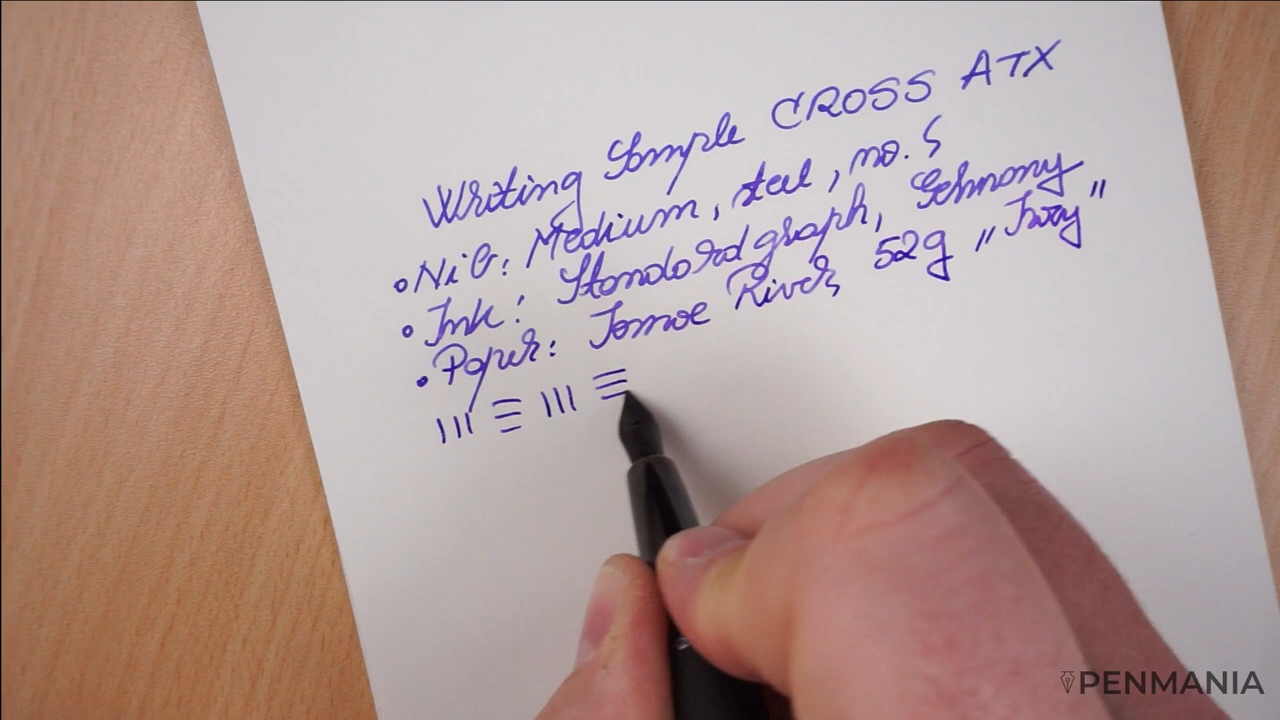 Writing Sample CROSS ATX
• Nib: Medium, steel, no. 5
• Ink: Standardgraph, Germany
• Paper: Tomoe River, 52g „Ivory"
||| ≡ ||| ≡
PENMANIA